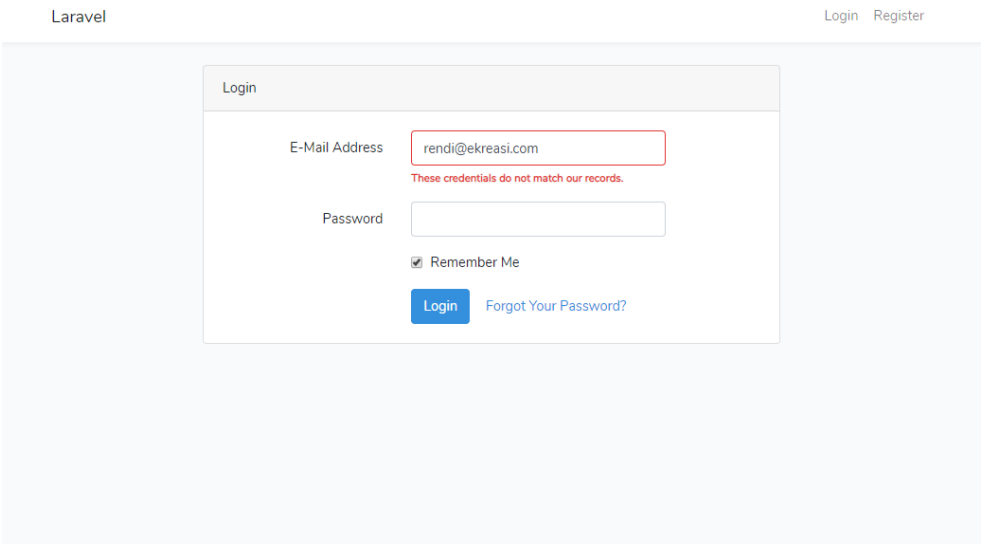 Laravel
Login Register
Login
E-Mail Address
rendi@ekreasi.com
These credentials do not match our records.
Password
Remember Me
Login
Forgot Your Password?